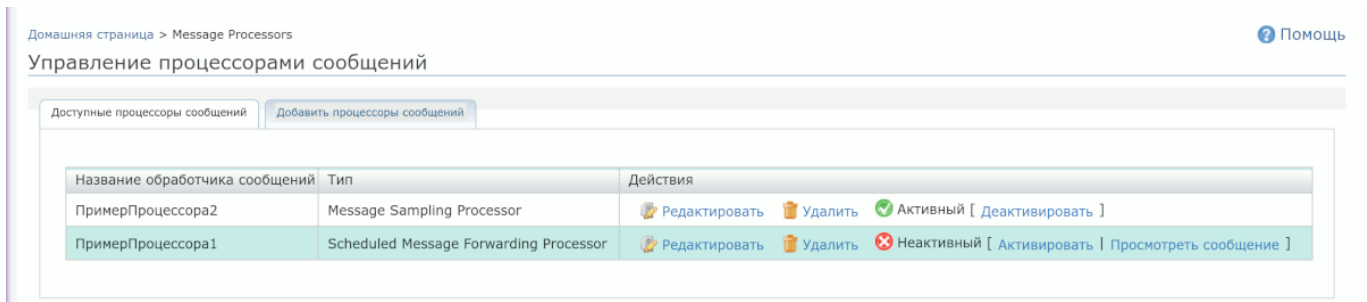 Домашняя страница > Message Processors
Помощь
Управление процессорами сообщений
Доступные процессоры сообщений Добавить процессоры сообщений
Название обработчика сообщений Тип Действия
ПримерПроцессора2 Message Sampling Processor Редактировать Удалить Активный [ Деактивировать ]
ПримерПроцессора1 Scheduled Message Forwarding Processor Редактировать Удалить Неактивный [ Активировать | Просмотреть сообщение ]